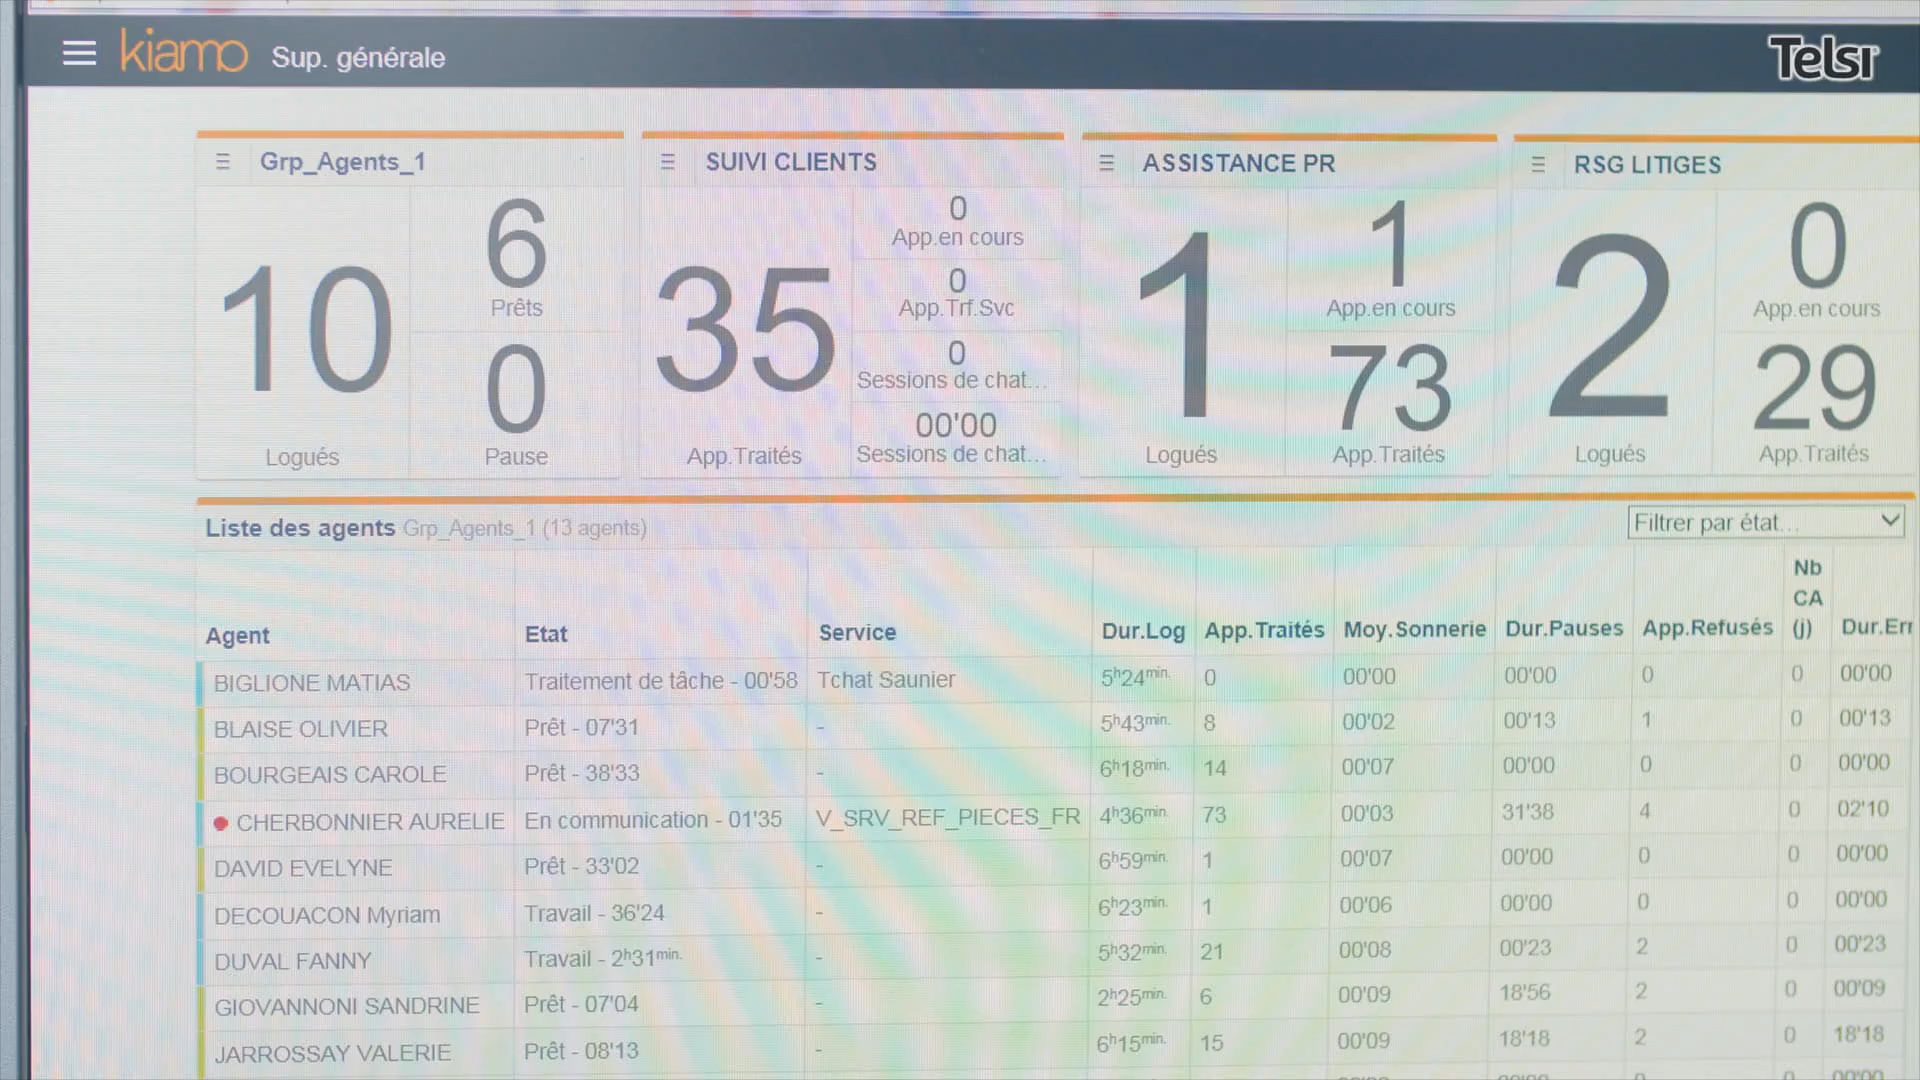 kiamo Sup. générale
Telsi
Grp_Agents_1
10
Logués
6
Prêts
0
Pause
SUIVI CLIENTS
35
App.Traités
0
App.en cours
0
App.Trf.Svc
0
Sessions de chat...
00'00
Sessions de chat...
ASSISTANCE PR
1
Logués
1
App.en cours
73
App.Traités
RSG LITIGES
2
Logués
0
App.en cours
29
App.Traités
Liste des agents Grp_Agents_1 (13 agents)
Filtrer par état...
Agent Etat Service Dur.Log App.Traités Moy.Sonnerie Dur.Pauses App.Refusés Nb CA (j) Dur.Err
BIGLIONE MATIAS Traitement de tâche - 00'58 Tchat Saunier 5h24min. 0 00'00 00'00 0 0 00'00
BLAISE OLIVIER Prêt - 07'31 - 5h43min. 8 00'02 00'13 1 0 00'13
BOURGEAIS CAROLE Prêt - 38'33 - 6h18min. 14 00'07 00'00 0 0 00'00
CHERBONNIER AURELIE En communication - 01'35 V_SRV_REF_PIECES_FR 4h36min. 73 00'03 31'38 4 0 02'10
DAVID EVELYNE Prêt - 33'02 - 6h59min. 1 00'07 00'00 0 0 00'00
DECOUACON Myriam Travail - 36'24 - 6h23min. 1 00'06 00'00 0 0 00'00
DUVAL FANNY Travail - 2h31min. - 5h32min. 21 00'08 00'23 2 0 00'23
GIOVANNONI SANDRINE Prêt - 07'04 - 2h25min. 6 00'09 18'56 2 0 00'09
JARROSSAY VALERIE Prêt - 08'13 - 6h15min. 15 00'09 18'18 2 0 18'18